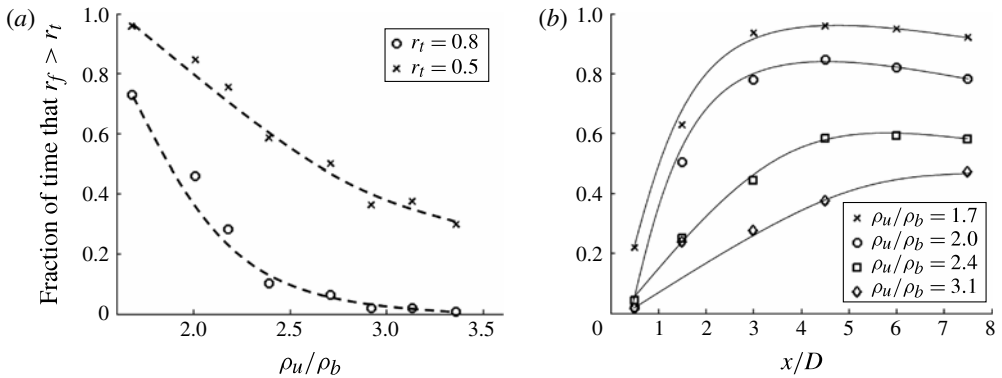 (a)
Fraction of time that r_f > r_t
1.0
0.8
0.6
0.4
0.2
0
2.0 2.5 3.0 3.5
ρ_u/ρ_b
r_t = 0.8
r_t = 0.5
(b)
1.0
0.8
0.6
0.4
0.2
0
1 2 3 4 5 6 7 8
x/D
ρ_u/ρ_b = 1.7
ρ_u/ρ_b = 2.0
ρ_u/ρ_b = 2.4
ρ_u/ρ_b = 3.1